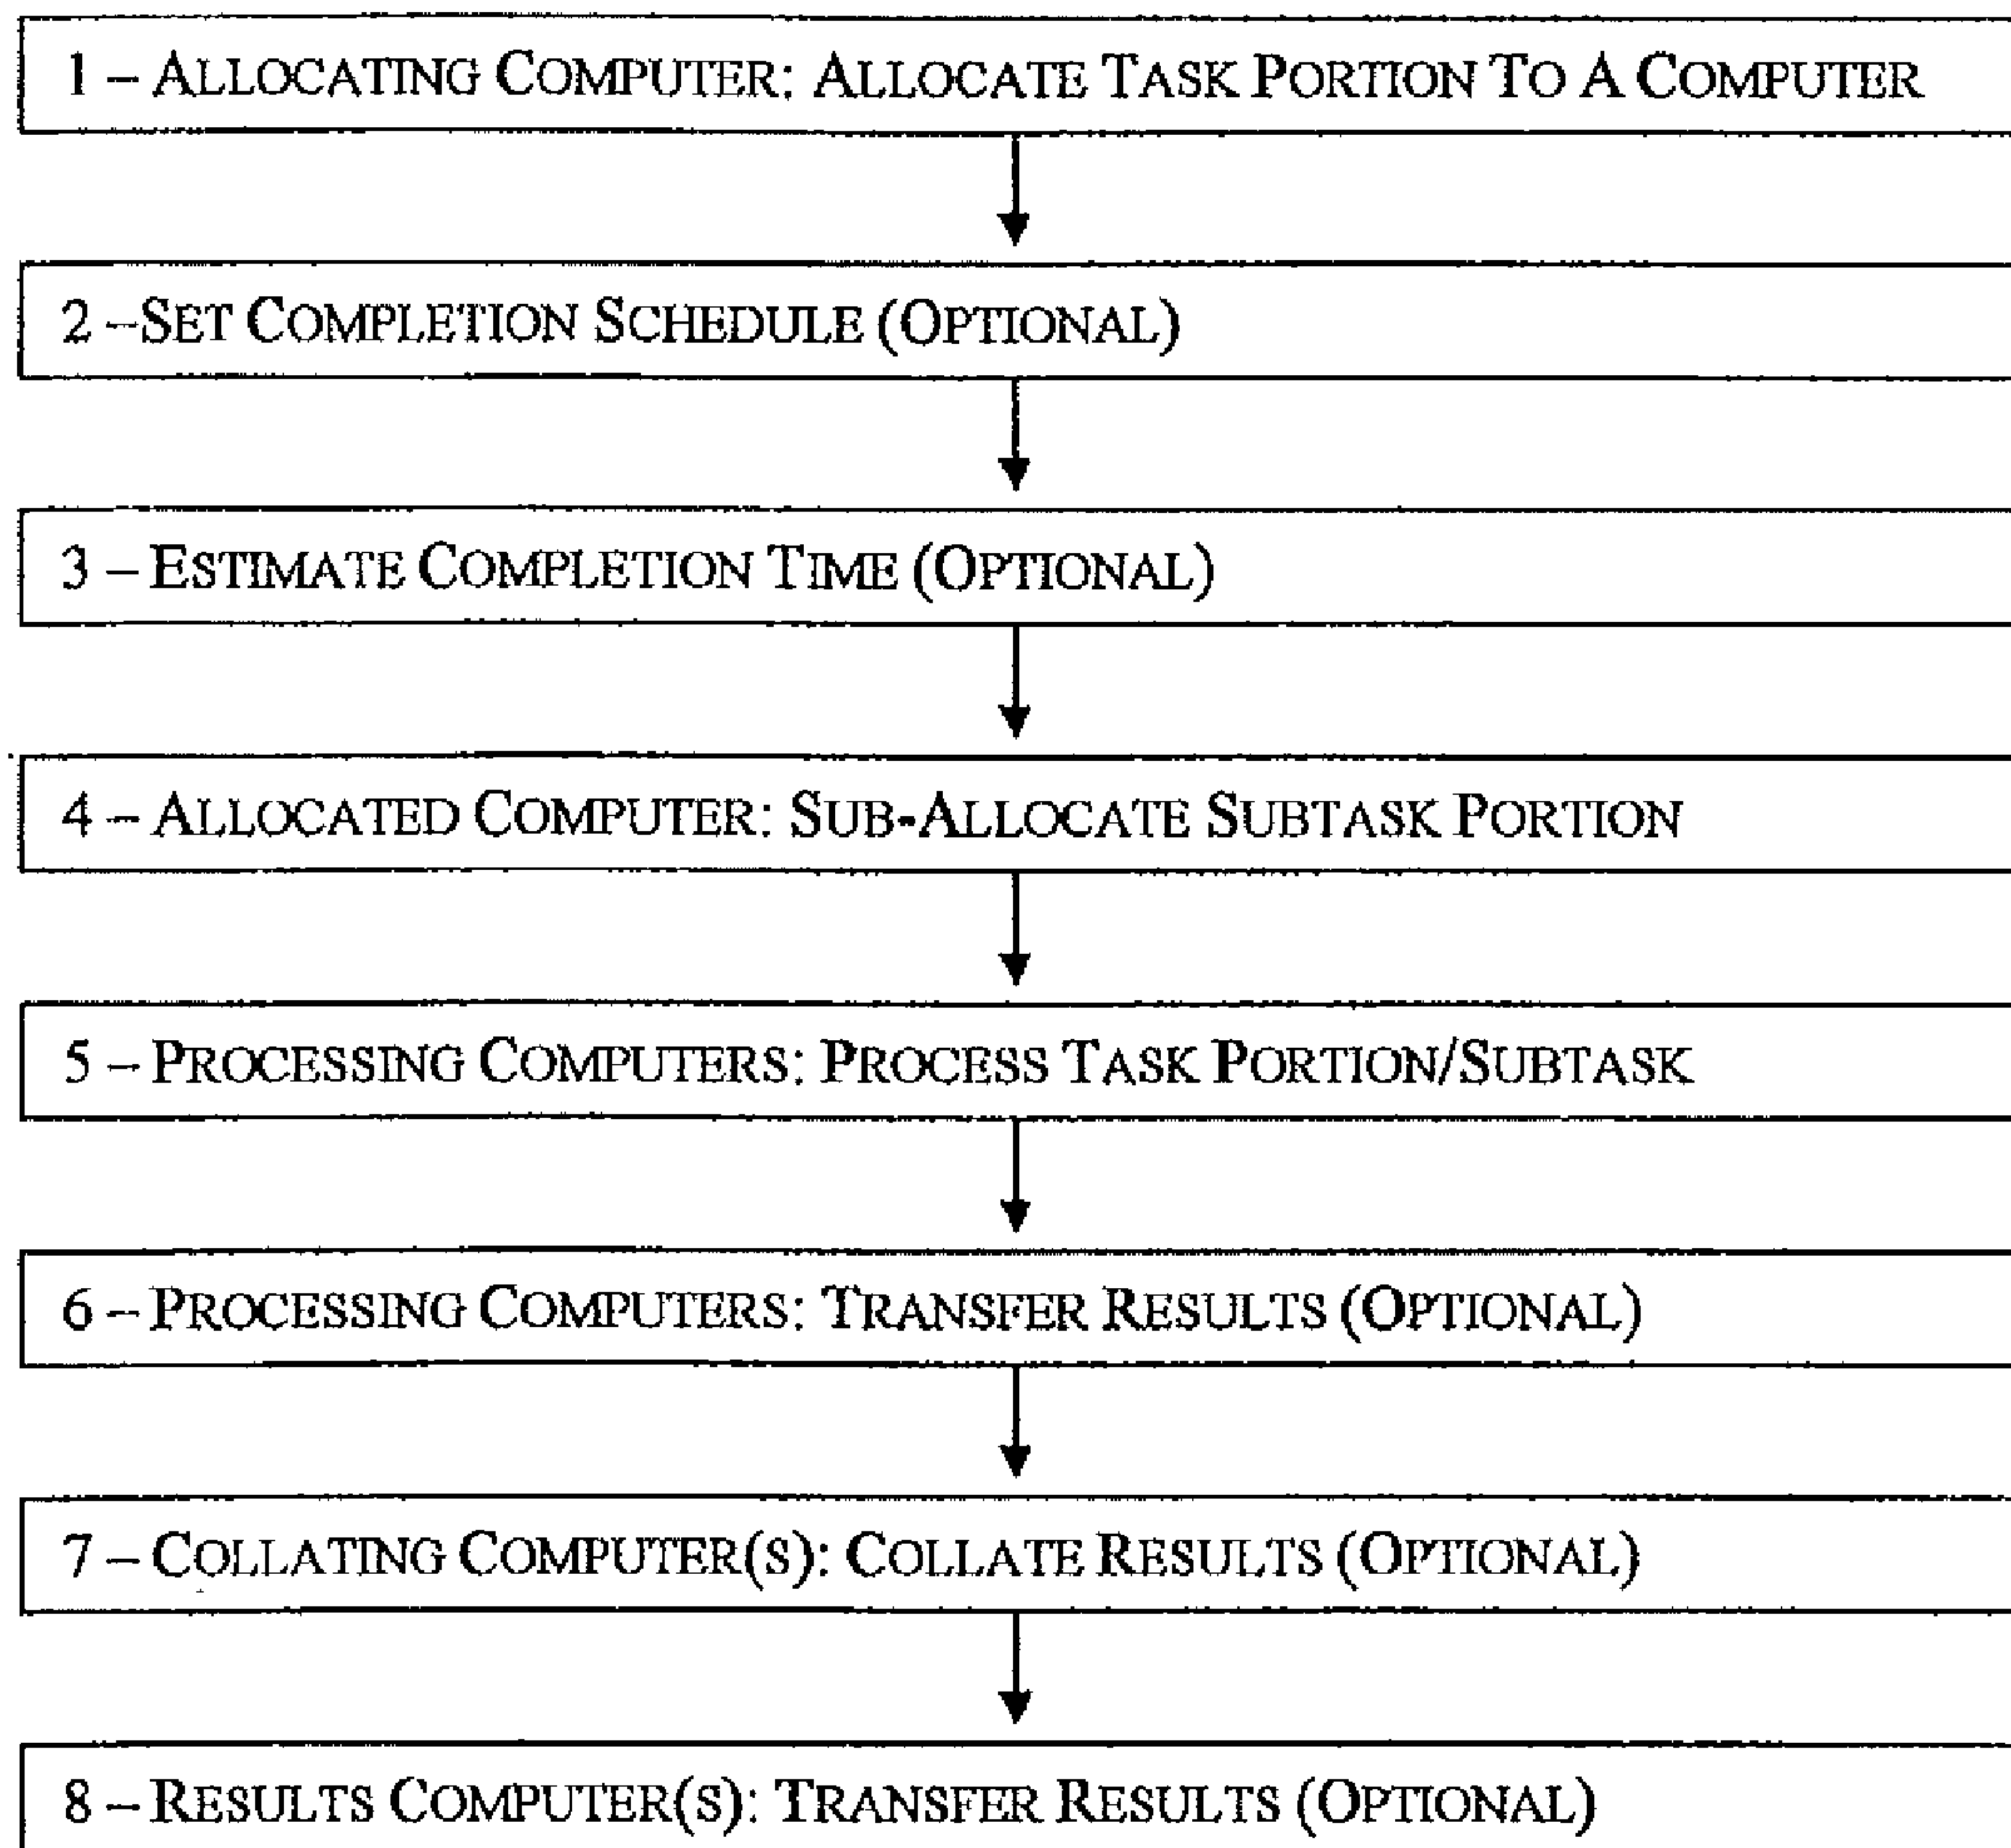 1 – ALLOCATING COMPUTER: ALLOCATE TASK PORTION TO A COMPUTER
2 –SET COMPLETION SCHEDULE (OPTIONAL)
3 – ESTIMATE COMPLETION TIME (OPTIONAL)
4 – ALLOCATED COMPUTER: SUB-ALLOCATE SUBTASK PORTION
5 – PROCESSING COMPUTERS: PROCESS TASK PORTION/SUBTASK
6 – PROCESSING COMPUTERS: TRANSFER RESULTS (OPTIONAL)
7 – COLLATING COMPUTER(S): COLLATE RESULTS (OPTIONAL)
8 – RESULTS COMPUTER(S): TRANSFER RESULTS (OPTIONAL)